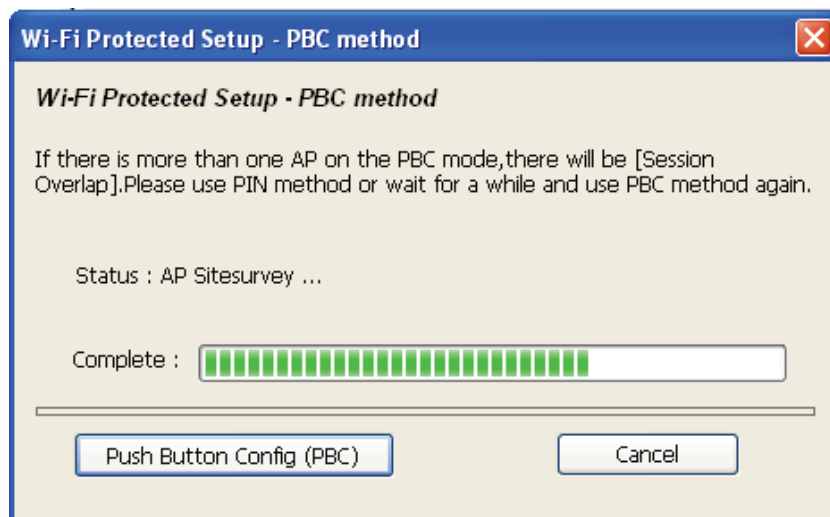 Wi-Fi Protected Setup - PBC method
Wi-Fi Protected Setup - PBC method
If there is more than one AP on the PBC mode,there will be [Session
Overlap].Please use PIN method or wait for a while and use PBC method again.
Status : AP Sitesurvey ...
Complete :
Push Button Config (PBC)
Cancel